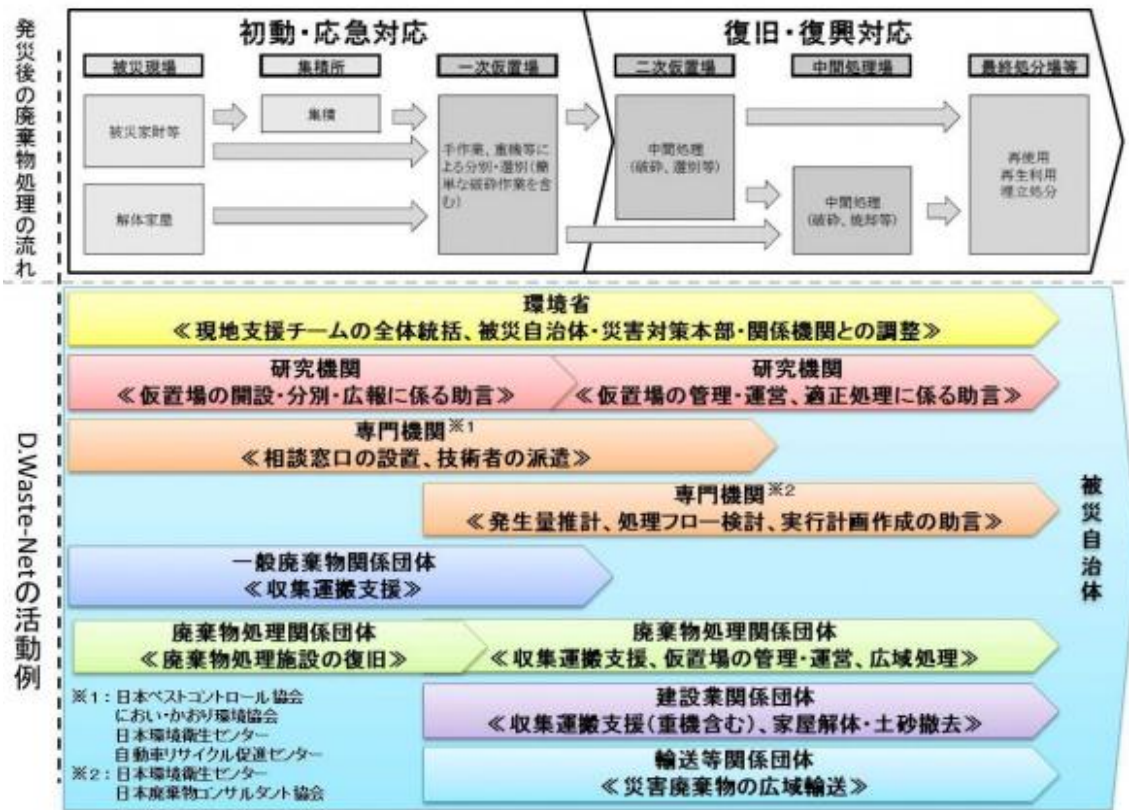 発災後の廃棄物処理の流れ
初動・応急対応
復旧・復興対応
被災現場
集積所
一次仮置場
二次仮置場
中間処理場
最終処分場等
被災家財等
集積
手作業、重機等に
よる分別・選別(簡
単な破砕作業を含
む)
中間処理
(破砕、選別等)
再使用
再生利用
埋立処分
解体家屋
中間処理
(破砕、焼却等)
D.Waste-Netの活動例
環境省
≪現地支援チームの全体統括、被災自治体・災害対策本部・関係機関との調整≫
研究機関
≪仮置場の開設・分別・広報に係る助言≫
研究機関
≪仮置場の管理・運営、適正処理に係る助言≫
専門機関※1
≪相談窓口の設置、技術者の派遣≫
専門機関※2
≪発生量推計、処理フロー検討、実行計画作成の助言≫
一般廃棄物関係団体
≪収集運搬支援≫
廃棄物処理関係団体
≪廃棄物処理施設の復旧≫
廃棄物処理関係団体
≪収集運搬支援、仮置場の管理・運営、広域処理≫
建設業関係団体
≪収集運搬支援(重機含む)、家屋解体・土砂撤去≫
輸送等関係団体
≪災害廃棄物の広域輸送≫
被災自治体
※1：日本ペストコントロール協会
におい・かおり環境協会
日本環境衛生センター
自動車リサイクル促進センター
※2：日本環境衛生センター
日本廃棄物コンサルタント協会